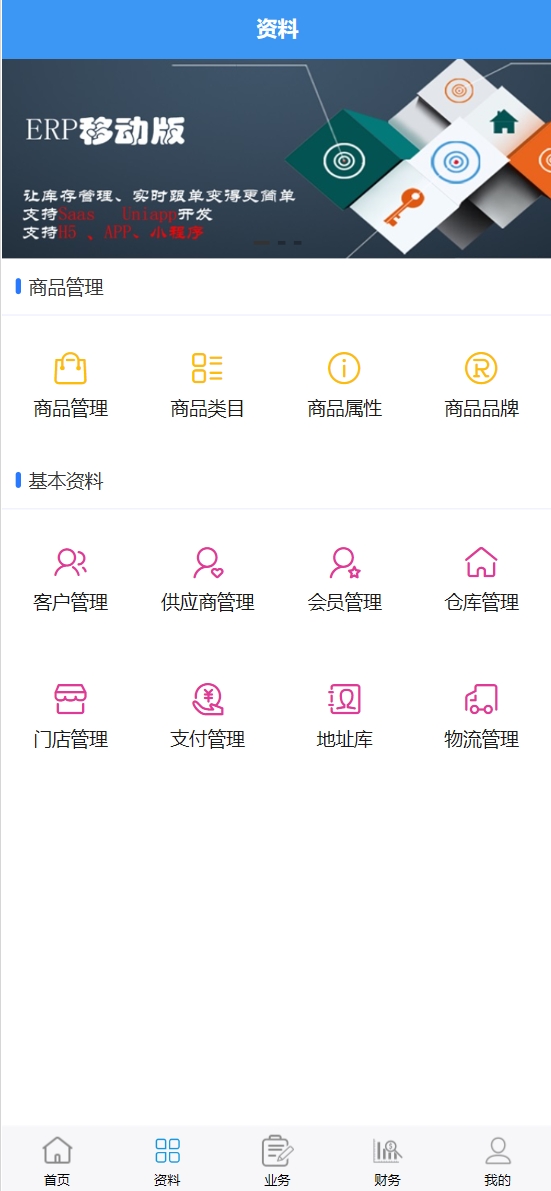 资料
ERP移动版
让库存管理、实时跟单变得更简单
支持Saas Uniapp开发
支持H5 、APP、小程序
商品管理
商品管理 商品类目 商品属性 商品品牌
基本资料
客户管理 供应商管理 会员管理 仓库管理
门店管理 支付管理 地址库 物流管理
首页 资料 业务 财务 我的